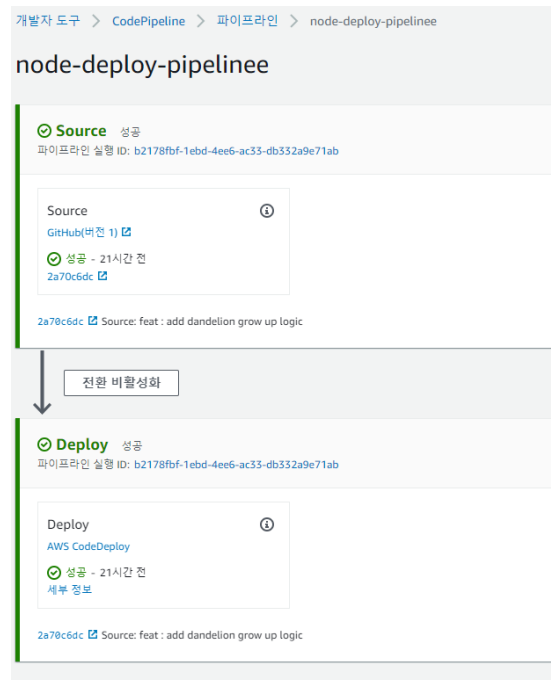 개발자 도구 > CodePipeline > 파이프라인 > node-deploy-pipelinee
node-deploy-pipelinee
Source 성공
파이프라인 실행 ID: b2178fbf-1ebd-4ee6-ac33-db332a9e71ab
Source
GitHub(버전 1)
성공 - 21시간 전
2a70c6dc
2a70c6dc Source: feat : add dandelion grow up logic
전환 비활성화
Deploy 성공
파이프라인 실행 ID: b2178fbf-1ebd-4ee6-ac33-db332a9e71ab
Deploy
AWS CodeDeploy
성공 - 21시간 전
세부 정보
2a70c6dc Source: feat : add dandelion grow up logic